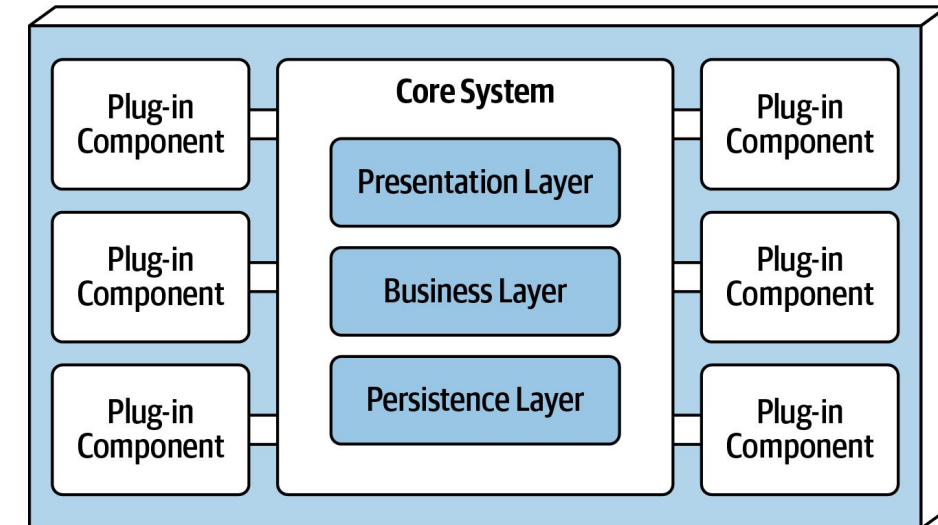 Core System
Plug-in
Component
Plug-in
Component
Presentation Layer
Plug-in
Component
Business Layer
Plug-in
Component
Plug-in
Component
Persistence Layer
Plug-in
Component